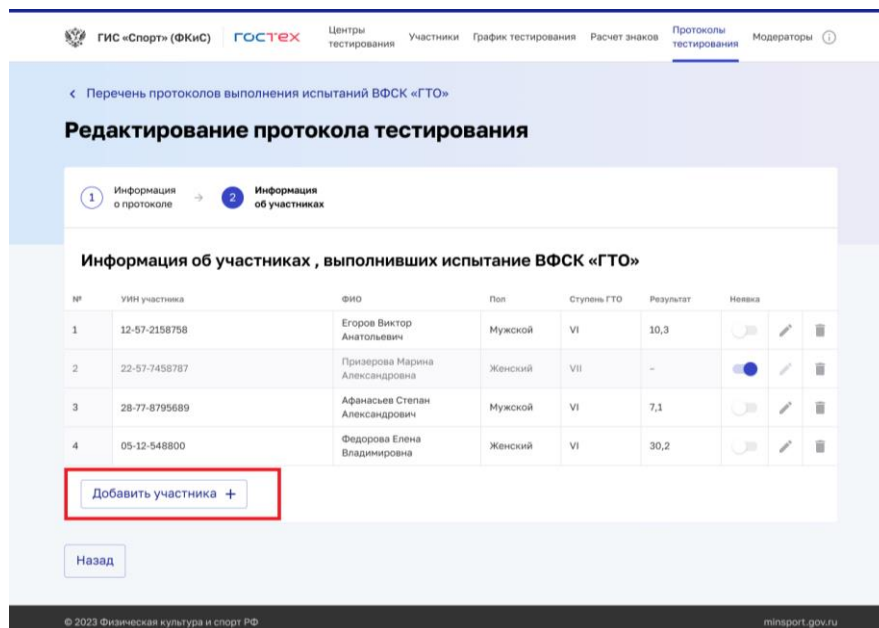 ГИС «Спорт» (ФКиС)
ГОСТЕХ
Центры
тестирования
Участники
График тестирования
Расчет знаков
Протоколы
тестирования
Модераторы
Перечень протоколов выполнения испытаний ВФСК «ГТО»
Редактирование протокола тестирования
1
Информация
о протоколе
→
2
Информация
об участниках
Информация об участниках , выполнивших испытание ВФСК «ГТО»
№ УИН участника ФИО Пол Ступень ГТО Результат Неявка
1 12-57-2158758 Егоров Виктор
Анатольевич Мужской VI 10,3
2 22-57-7458787 Призерова Марина
Александровна Женский VII –
3 28-77-8795689 Афанасьев Степан
Александрович Мужской VI 7,1
4 05-12-548800 Федорова Елена
Владимировна Женский VI 30,2
Добавить участника +
Назад
© 2023 Физическая культура и спорт РФ
minsport.gov.ru